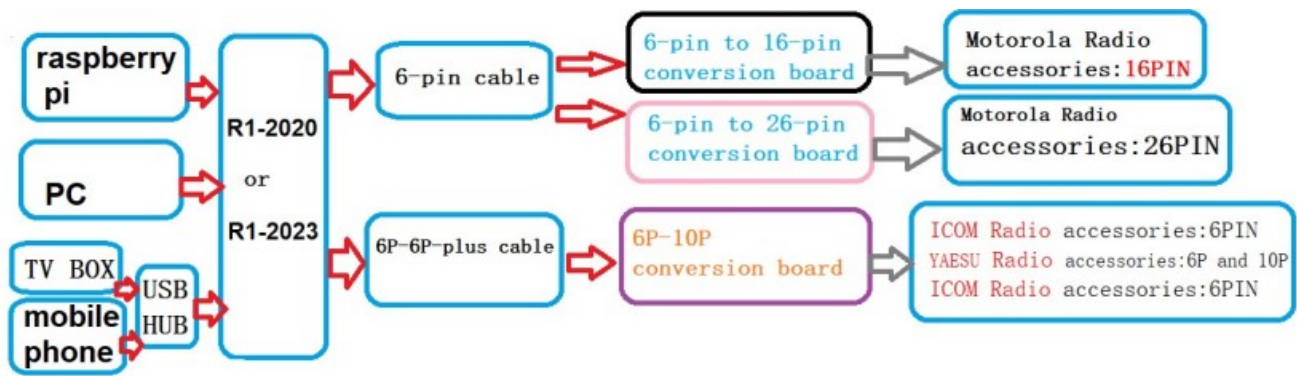 raspberry
pi
PC
TV BOX
mobile
phone
USB
HUB
R1-2020
or
R1-2023
6-pin cable
6P-6P-plus cable
6-pin to 16-pin
conversion board
6-pin to 26-pin
conversion board
6P-10P
conversion board
Motorola Radio
accessories:16PIN
Motorola Radio
accessories:26PIN
ICOM Radio accessories:6PIN
YAESU Radio accessories:6P and 10P
ICOM Radio accessories:6PIN